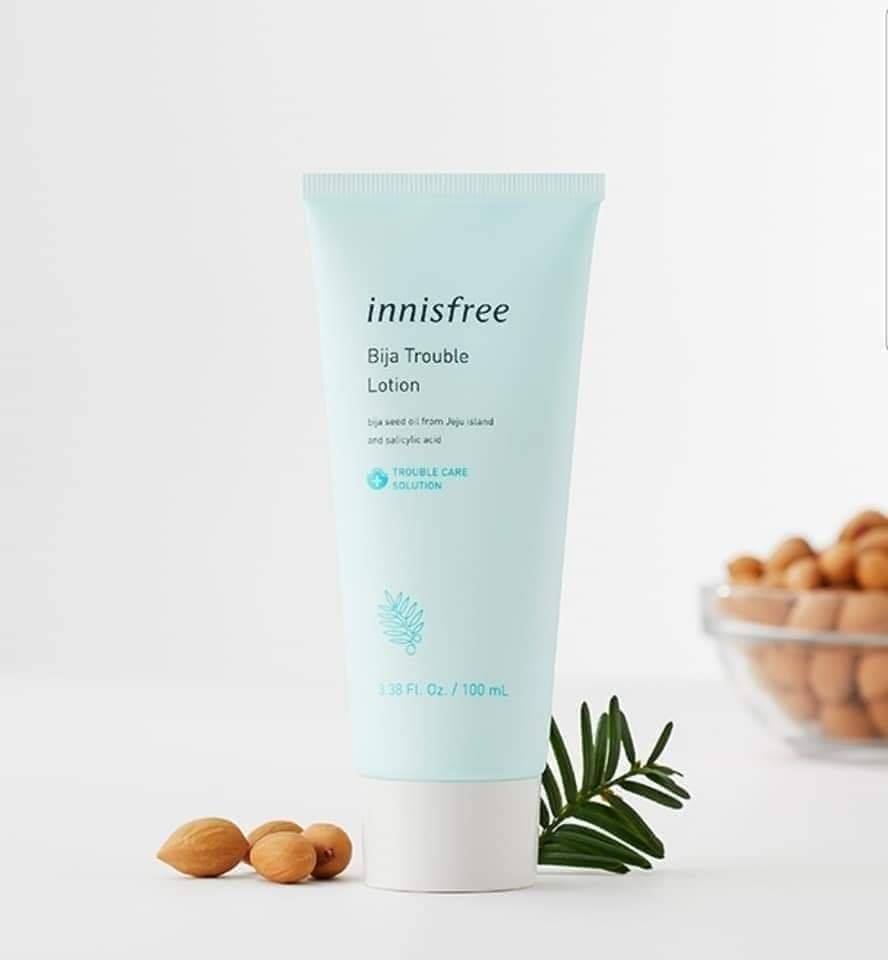 innisfree
Bija Trouble
Lotion
bija seed oil from Jeju island
and salicylic acid
TROUBLE CARE
SOLUTION
3.38 Fl. Oz. / 100 mL